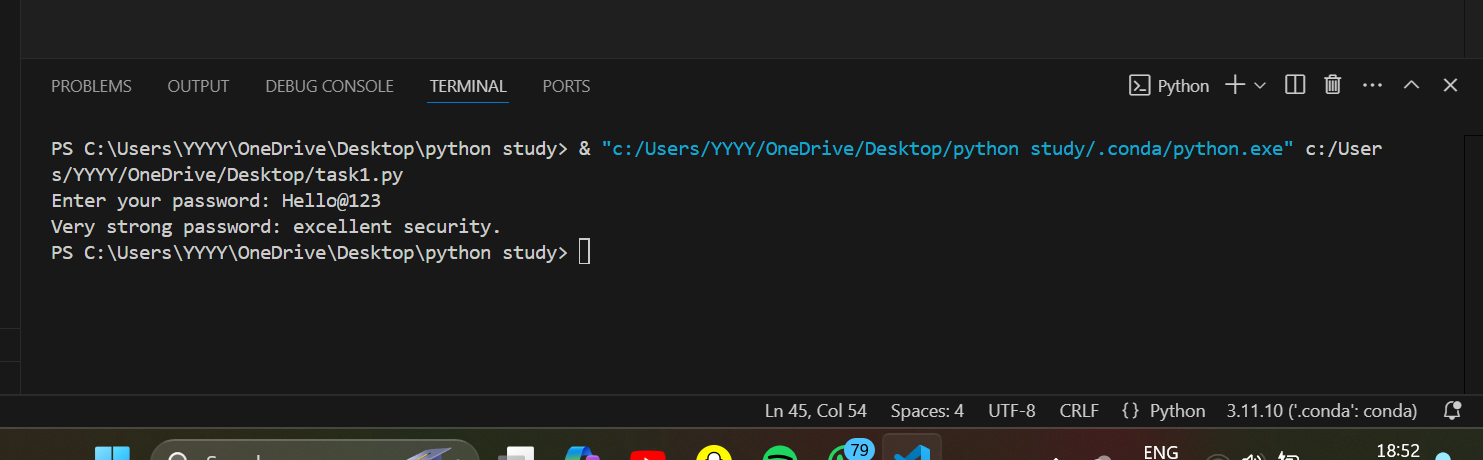 PROBLEMS OUTPUT DEBUG CONSOLE TERMINAL PORTS Python
PS C:\Users\YYYY\OneDrive\Desktop\python study> & "c:/Users/YYYY/OneDrive/Desktop/python study/.conda/python.exe" c:/User
s/YYYY/OneDrive/Desktop/task1.py
Enter your password: Hello@123
Very strong password: excellent security.
PS C:\Users\YYYY\OneDrive\Desktop\python study>
Ln 45, Col 54 Spaces: 4 UTF-8 CRLF {} Python 3.11.10 ('.conda': conda)
79
ENG 18:52